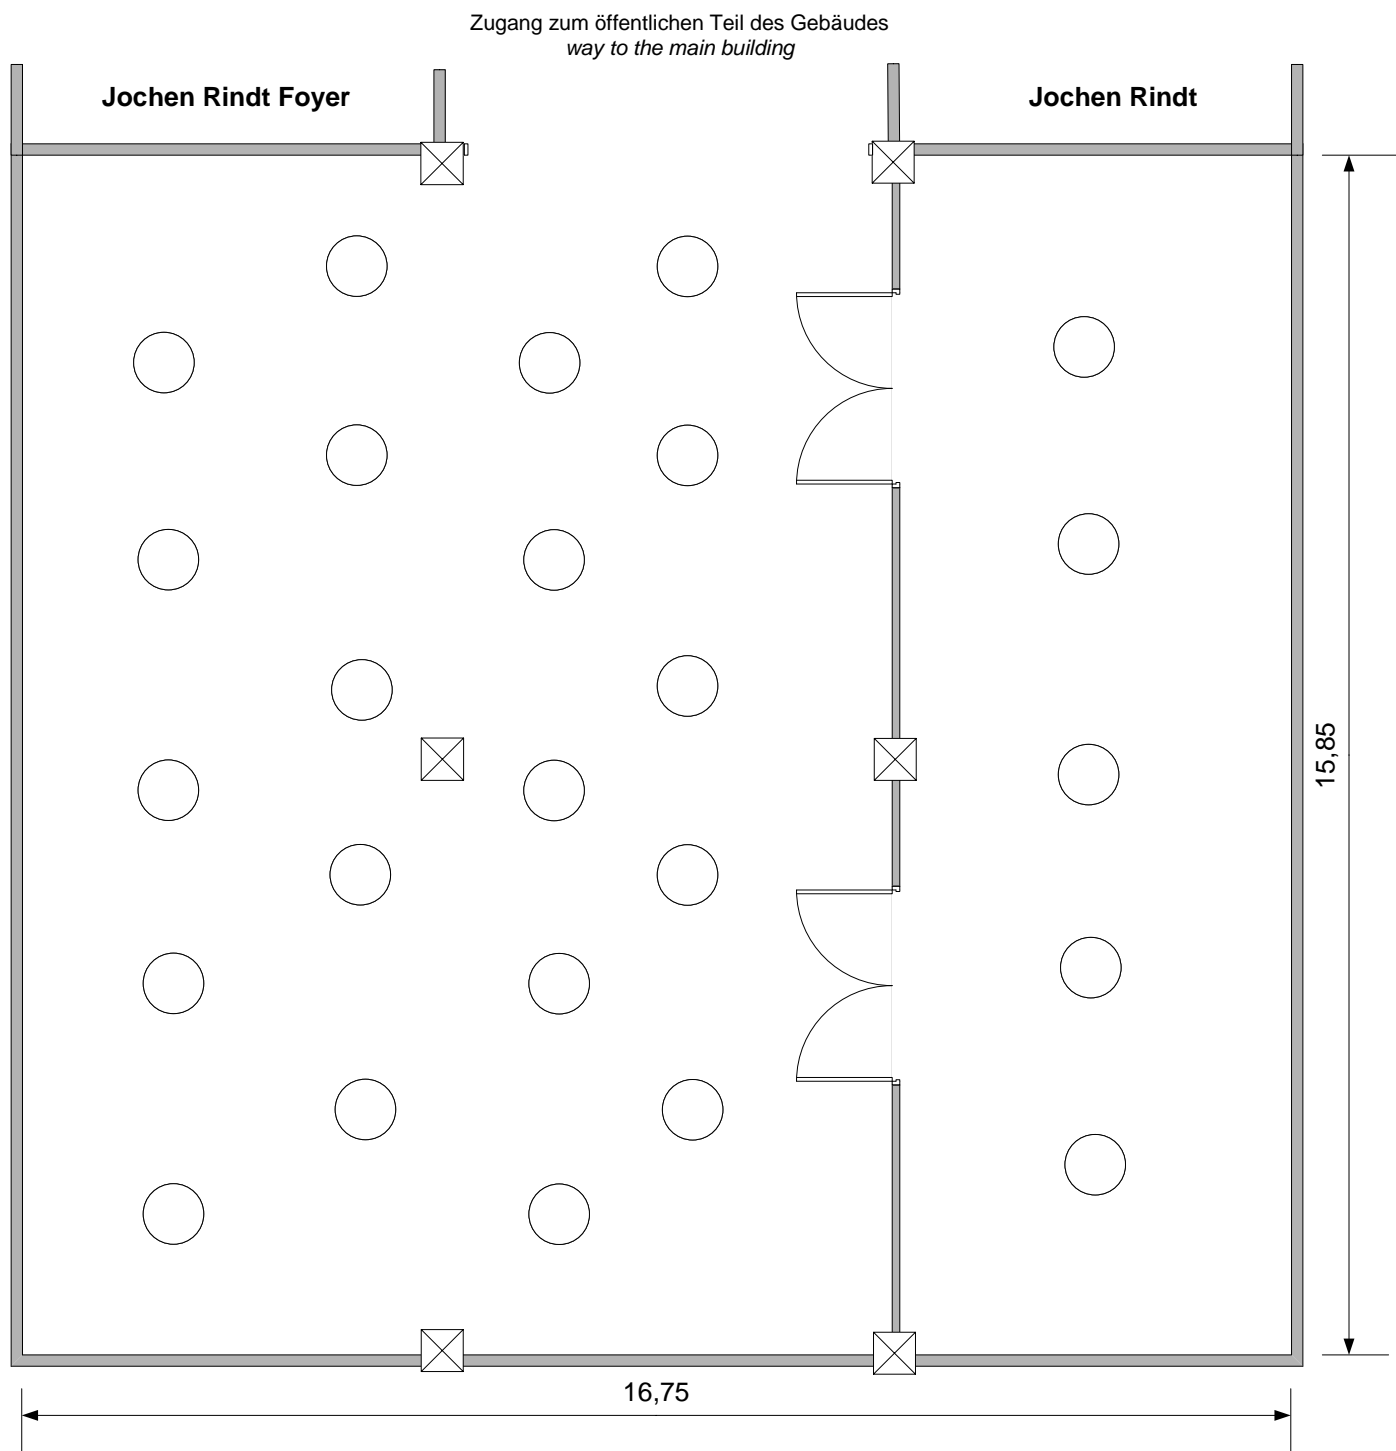 Zugang zum öffentlichen Teil des Gebäudes
way to the main building
Jochen Rindt Foyer
Jochen Rindt
15,85
16,75